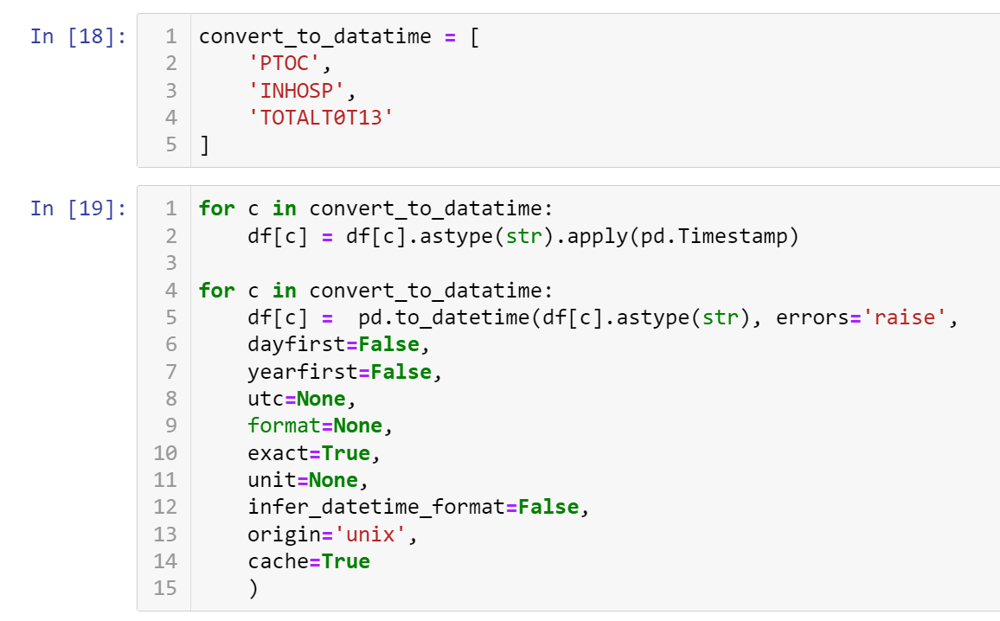 In [18]:
1 convert_to_datatime = [
2     'PTOC',
3     'INHOSP',
4     'TOTALT0T13'
5 ]
In [19]:
1 for c in convert_to_datatime:
2     df[c] = df[c].astype(str).apply(pd.Timestamp)
3
4 for c in convert_to_datatime:
5     df[c] =  pd.to_datetime(df[c].astype(str), errors='raise',
6     dayfirst=False,
7     yearfirst=False,
8     utc=None,
9     format=None,
10     exact=True,
11     unit=None,
12     infer_datetime_format=False,
13     origin='unix',
14     cache=True
15     )